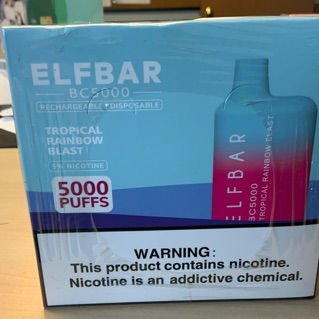 ELFBAR
BC5000
RECHARGEABLE DISPOSABLE
TROPICAL
RAINBOW
BLAST
5% NICOTINE
5000
PUFFS
ELFBAR
BC5000
TROPICAL RAINBOW BLAST
WARNING:
This product contains nicotine.
Nicotine is an addictive chemical.